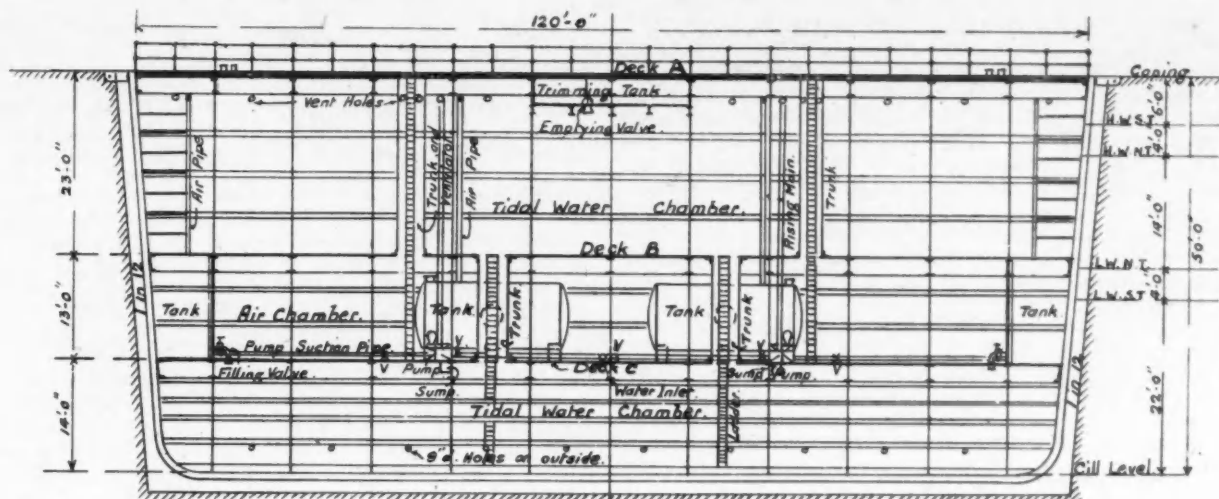 120'-0"
Deck A
Coping
Vent Holes
Trimming Tank.
Emptying Valve.
6'-0"
H.W.S.T.
4'-0"
H.W.N.T.
23'-0"
Air Pipe
Trunk or Ventilator
Air Pipe
Rising Main.
Trunk
Tidal Water Chamber.
14'-0"
50'-0"
Deck B
L.W.N.T.
4'-0"
L.W.S.T.
1 in 12
13'-0"
Tank
Air Chamber.
Tank
Trunk.
Tank
Trunk
Tank
Pump Suction Pipe
V
Pump
V.
V
V
Filling Valve.
Sump.
Deck C
Water Inlet.
Sump
Pump.
1 in 12
22'-0"
14'-0"
Tidal Water Chamber.
Ladder.
9"d. Holes on outside.
Cill Level